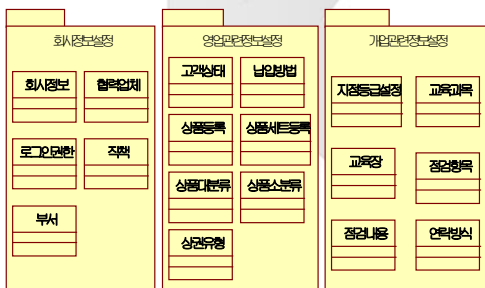 회사정보설정
회사정보 협력업체
로그인권한 직책
부서
영업관련정보설정
고객상태 납입방법
상품등록 상품세트등록
상품대분류 상품소분류
상권유형
가입관련정보설정
지점등급설정 교육과목
교육장 점검항목
점검내용 연락방식